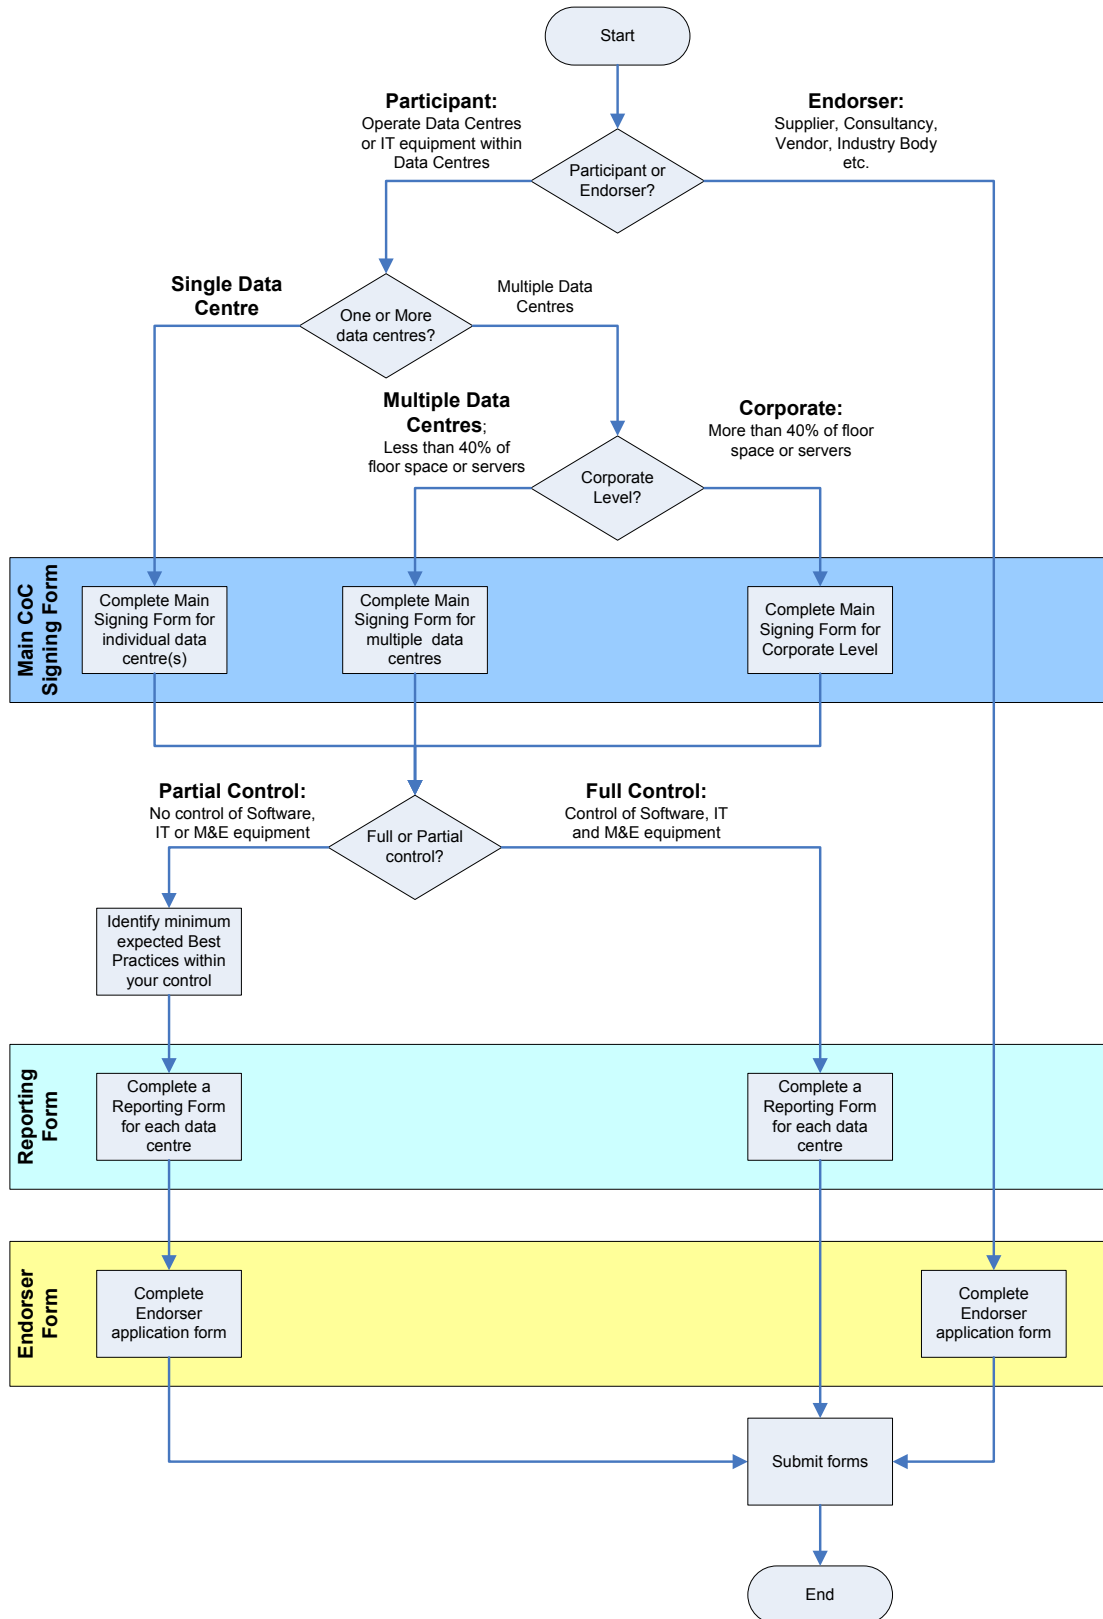 Start
Participant:
Operate Data Centres
or IT equipment within
Data Centres
Endorser:
Supplier, Consultancy,
Vendor, Industry Body
etc.
Participant or
Endorser?
Single Data
Centre
Multiple Data
Centres
One or More
data centres?
Multiple Data
Centres;
Less than 40% of
floor space or servers
Corporate:
More than 40% of floor
space or servers
Corporate
Level?
Main CoC
Signing Form
Complete Main
Signing Form for
individual data
centre(s)
Complete Main
Signing Form for
multiple data
centres
Complete Main
Signing Form for
Corporate Level
Partial Control:
No control of Software,
IT or M&E equipment
Full Control:
Control of Software, IT
and M&E equipment
Full or Partial
control?
Identify minimum
expected Best
Practices within
your control
Reporting
Form
Complete a
Reporting Form
for each data
centre
Complete a
Reporting Form
for each data
centre
Endorser
Form
Complete
Endorser
application form
Complete
Endorser
application form
Submit forms
End